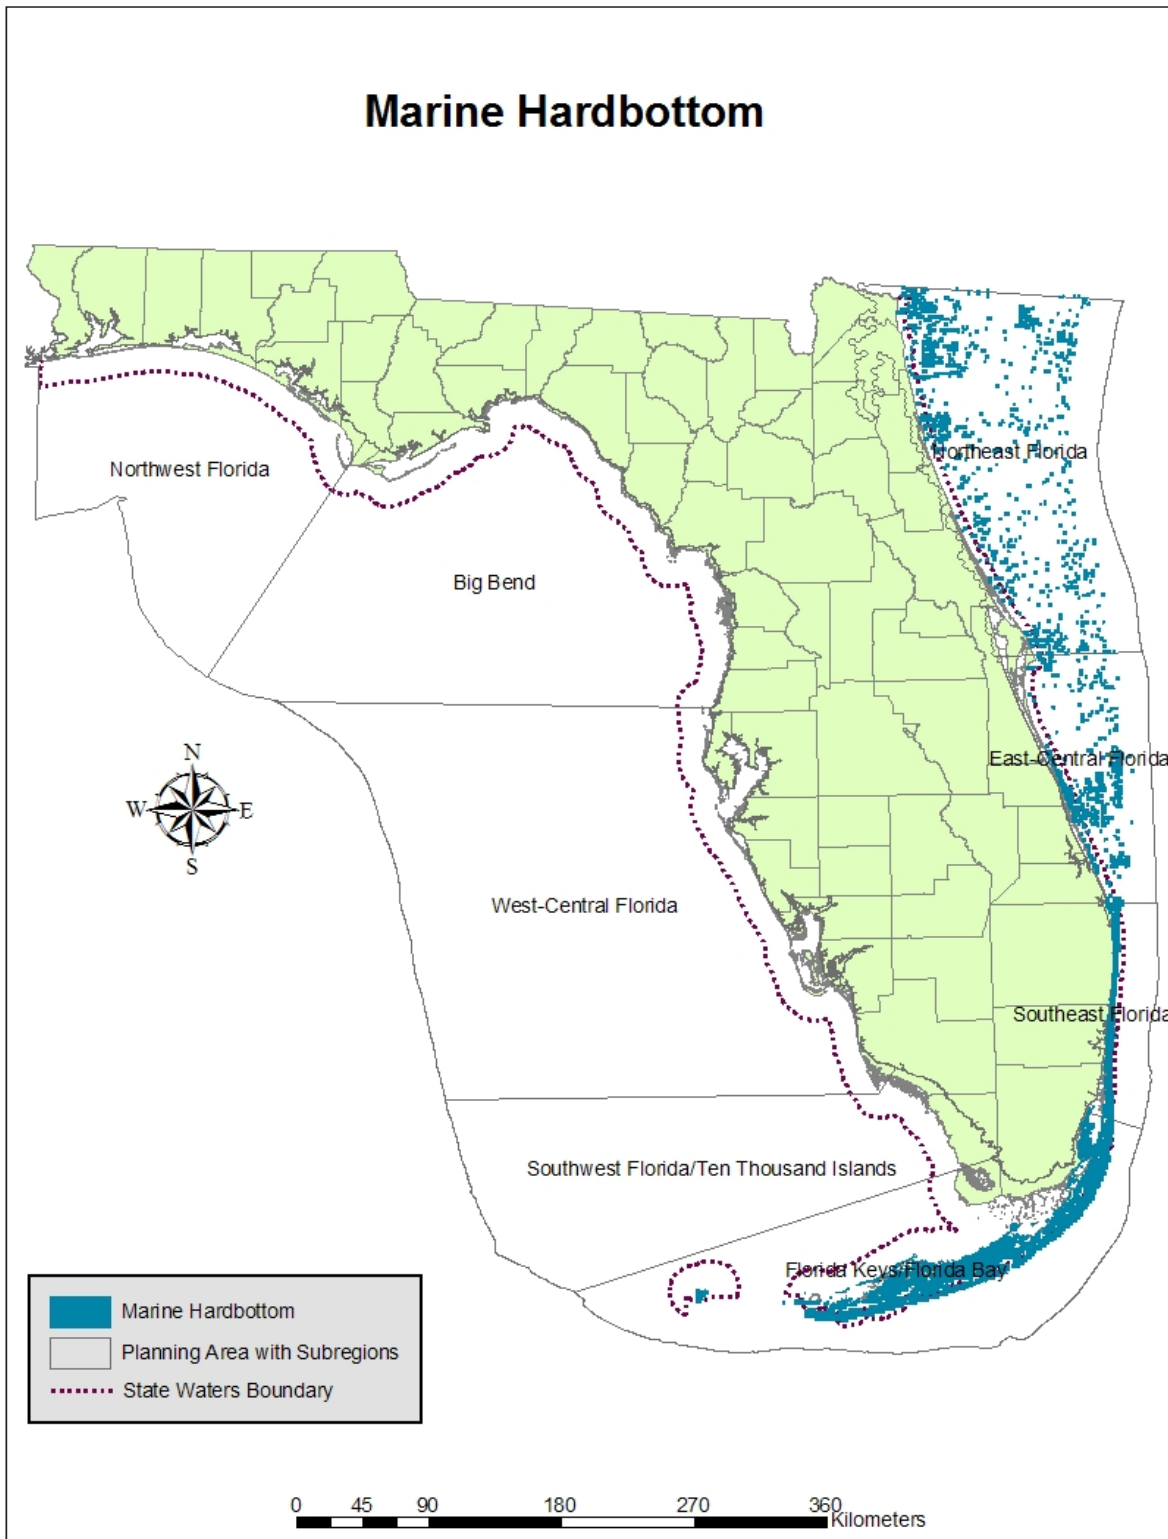 Marine Hardbottom
Northwest Florida
Northeast Florida
Big Bend
N
W
E
S
East-Central Florida
West-Central Florida
Southeast Florida
Southwest Florida/Ten Thousand Islands
Florida Keys/Florida Bay
Marine Hardbottom
Planning Area with Subregions
State Waters Boundary
0 45 90 180 270 360
Kilometers